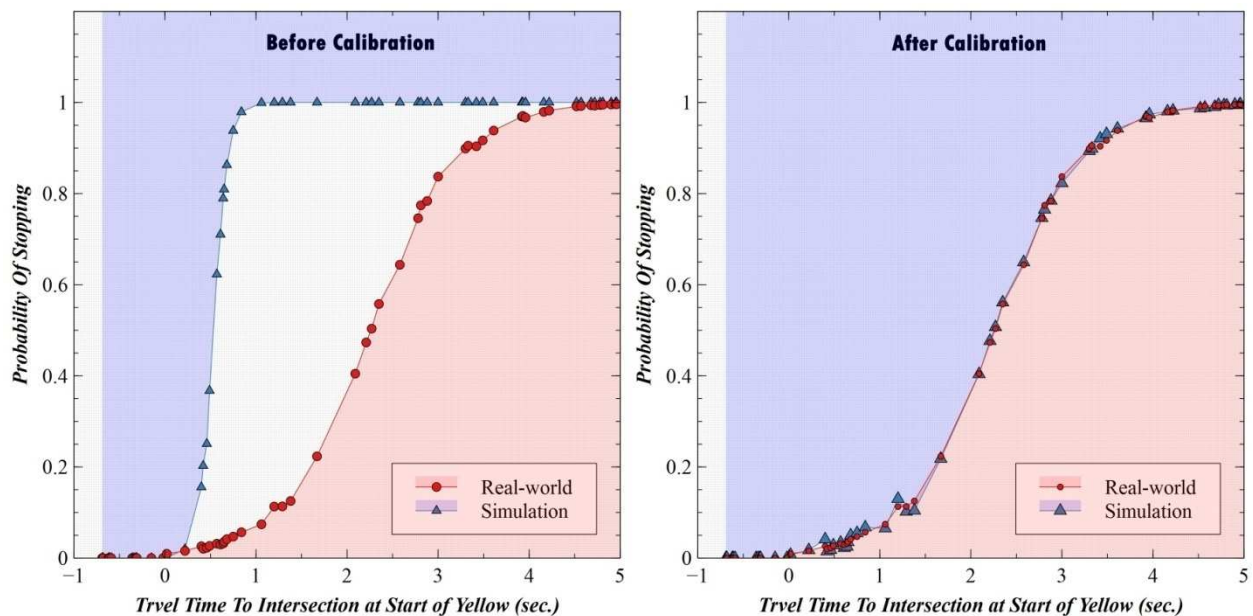 Before Calibration
Probability Of Stopping
1
0.8
0.6
0.4
0.2
0
Real-world
Simulation
−1 0 1 2 3 4 5
Trvel Time To Intersection at Start of Yellow (sec.)
After Calibration
Probability Of Stopping
1
0.8
0.6
0.4
0.2
0
Real-world
Simulation
−1 0 1 2 3 4 5
Trvel Time To Intersection at Start of Yellow (sec.)